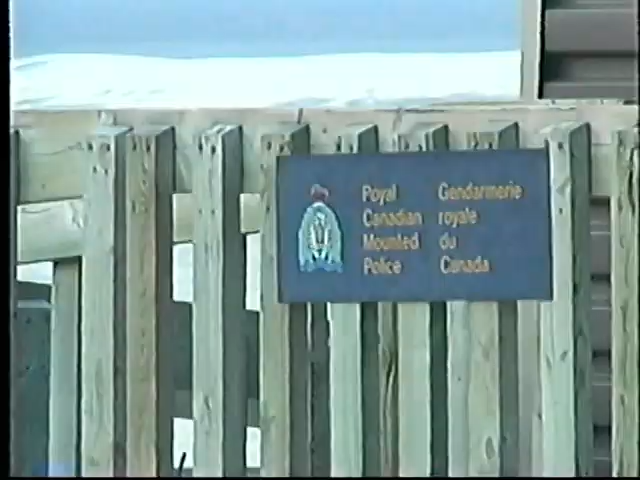 Royal
Canadian
Mounted
Police
Gendarmerie
royale
du
Canada